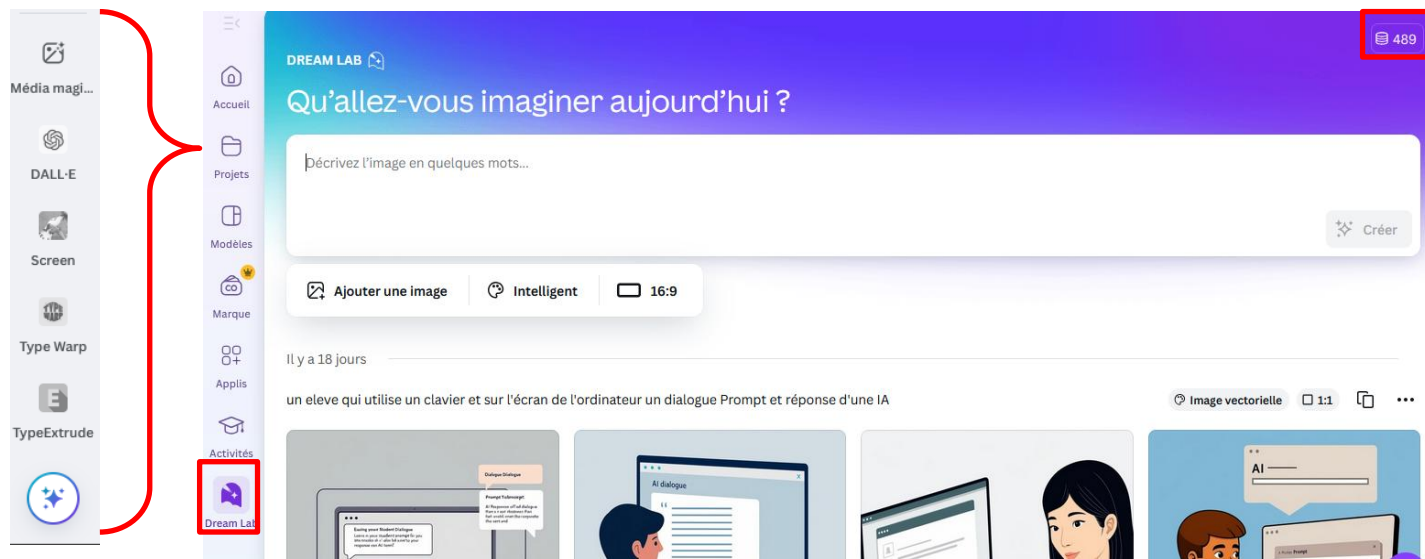 Média magi...
DALL·E
Screen
Type Warp
TypeExtrude
Accueil
Projets
Modèles
CO
Marque
Applis
Activités
Dream Lab
DREAM LAB
489
Qu’allez-vous imaginer aujourd’hui ?
Décrivez l’image en quelques mots...
Créer
Ajouter une image
Intelligent
16:9
Il y a 18 jours
un eleve qui utilise un clavier et sur l'écran de l'ordinateur un dialogue Prompt et réponse d'une IA
Image vectorielle
1:1
Dialogue Dialogue
AI dialogue
AI